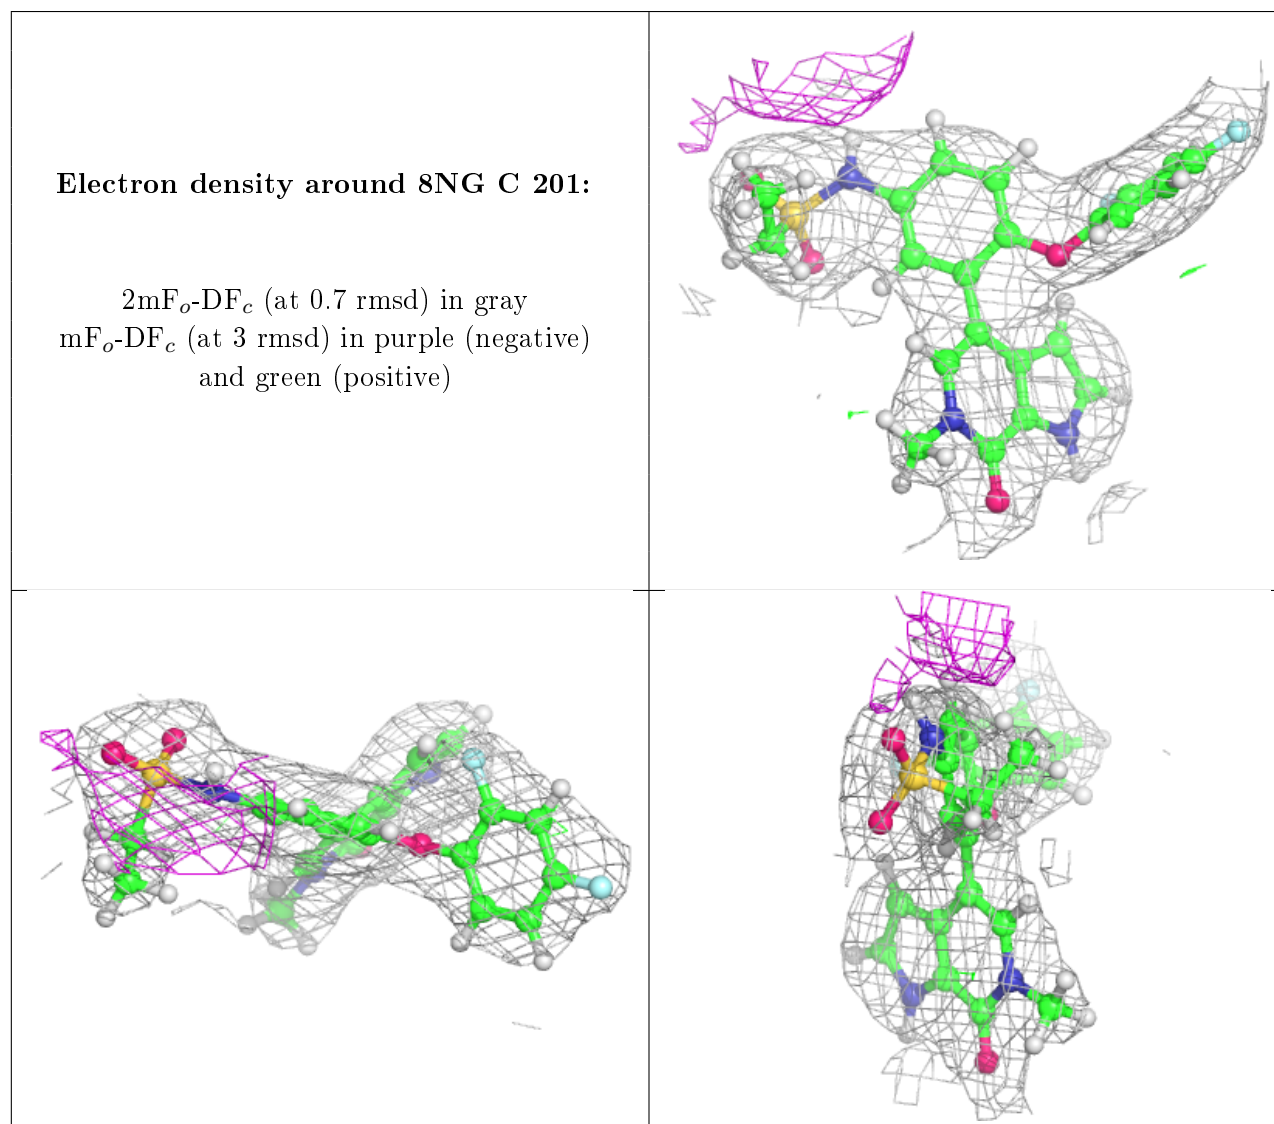 Electron density around 8NG C 201:
2mFₒ-DF𝒸 (at 0.7 rmsd) in gray
mFₒ-DF𝒸 (at 3 rmsd) in purple (negative)
and green (positive)